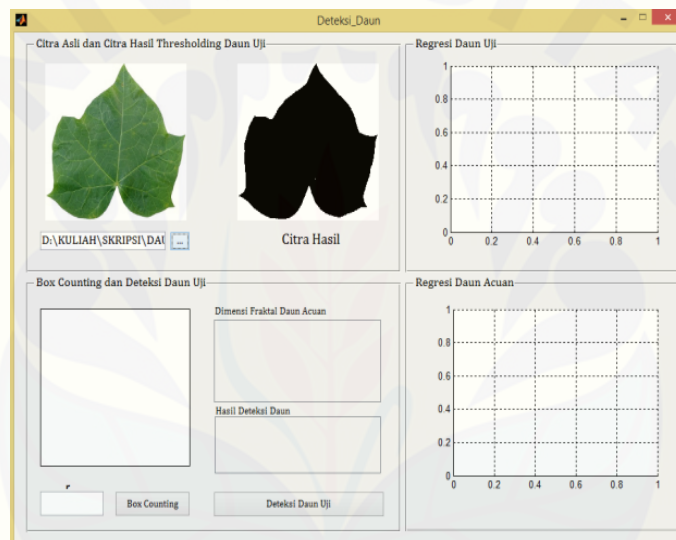 Deteksi_Daun
Citra Asli dan Citra Hasil Thresholding Daun Uji
D:\KULIAH\SKRIPSI\DAU
...
Citra Hasil
Regresi Daun Uji
1
0.8
0.6
0.4
0.2
0
0 0.2 0.4 0.6 0.8 1
Box Counting dan Deteksi Daun Uji
Dimensi Fraktal Daun Acuan
Hasil Deteksi Daun
r
Box Counting
Deteksi Daun Uji
Regresi Daun Acuan
1
0.8
0.6
0.4
0.2
0
0 0.2 0.4 0.6 0.8 1